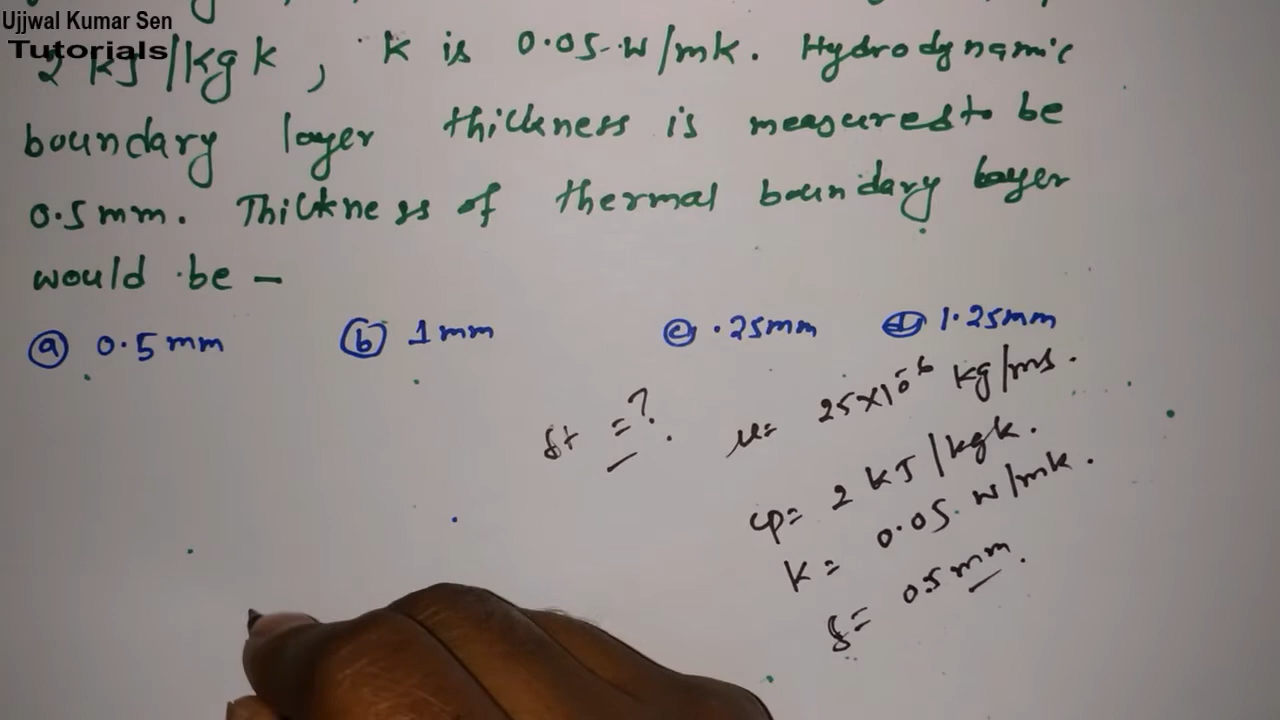 Ujjwal Kumar Sen
Tutorials
2 kJ/kgk, k is 0.05 w/mk. Hydrodynamic
boundary layer thickness is measured to be
0.5mm. Thickness of thermal boundary layer
would be –
ⓐ 0.5mm ⓑ 1mm ⓒ .25mm ⓓ 1.25mm
δt = ?
μ= 25×10⁻⁶ kg/ms.
cp= 2 kJ/kgk.
K= 0.05 w/mk.
δ= 0.5mm.